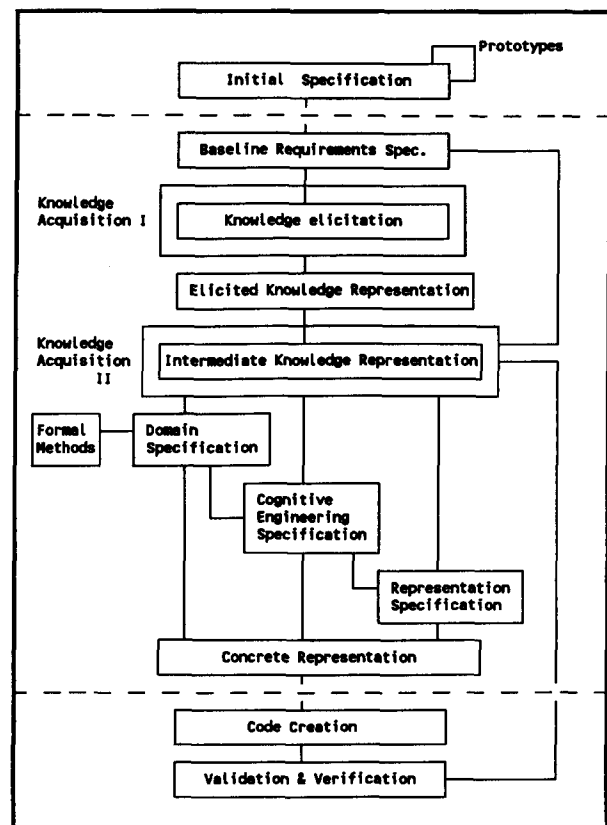 Prototypes
Initial Specification
Baseline Requirements Spec.
Knowledge
Acquisition I
Knowledge elicitation
Elicited Knowledge Representation
Knowledge
Acquisition
II
Intermediate Knowledge Representation
Formal
Methods
Domain
Specification
Cognitive
Engineering
Specification
Representation
Specification
Concrete Representation
Code Creation
Validation & Verification